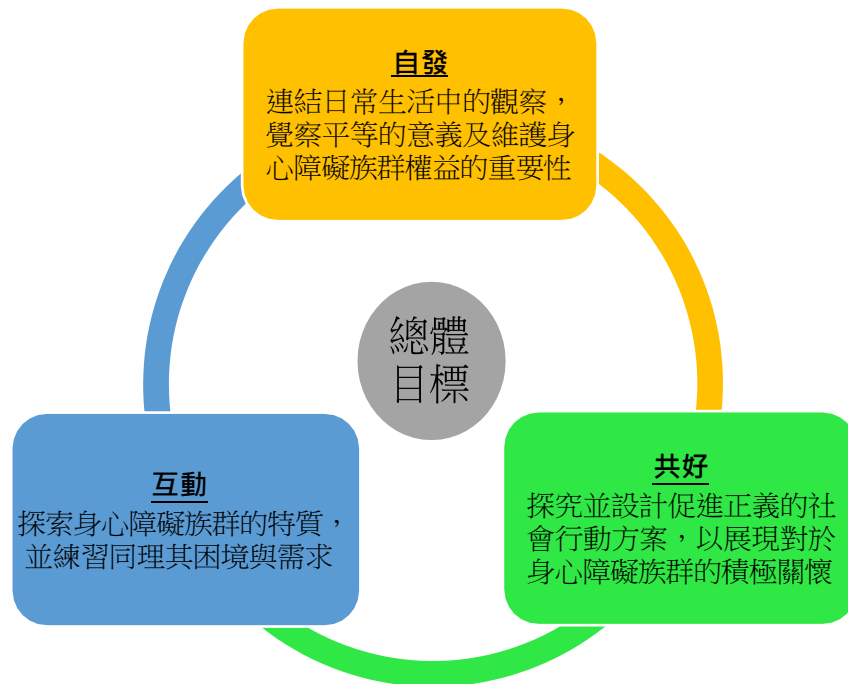 自發
連結日常生活中的觀察，
覺察平等的意義及維護身
心障礙族群權益的重要性
總體
目標
互動
探索身心障礙族群的特質，
並練習同理其困境與需求
共好
探究並設計促進正義的社
會行動方案，以展現對於
身心障礙族群的積極關懷